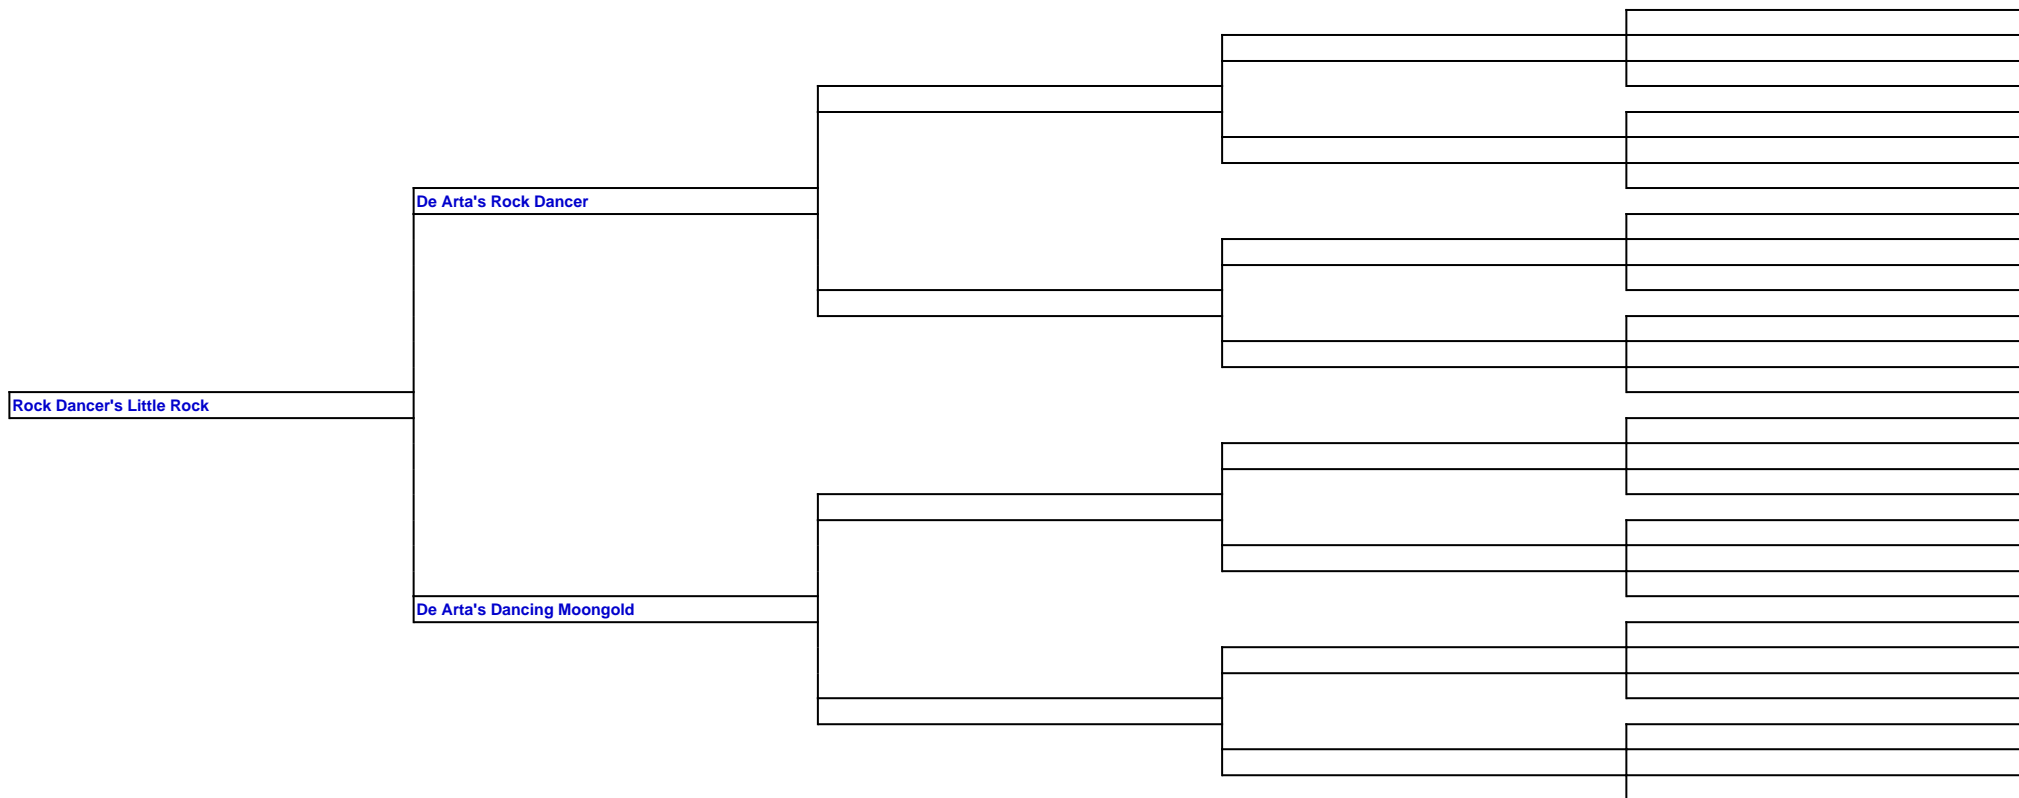 De Arta's Rock Dancer
Rock Dancer's Little Rock
De Arta's Dancing Moongold